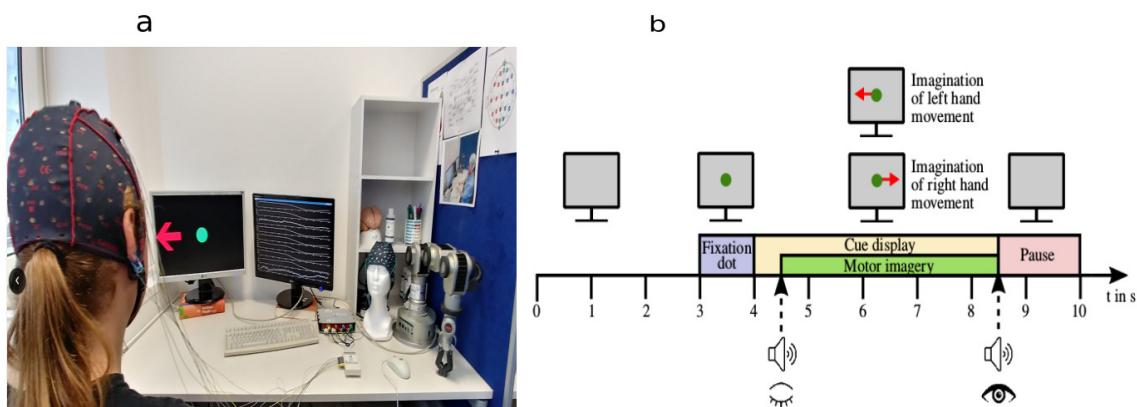 a
b
Imagination
of left hand
movement
Imagination
of right hand
movement
Fixation
dot
Cue display
Motor imagery
Pause
0 1 2 3 4 5 6 7 8 9 10
t in s